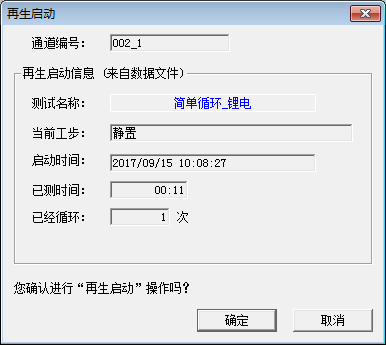 再生启动
通道编号： 002_1
再生启动信息 (来自数据文件)
测试名称： 简单循环_锂电
当前工步： 静置
启动时间： 2017/09/15 10:08:27
已测时间： 00:11
已经循环： 1 次
您确认进行“再生启动”操作吗？
确定 取消